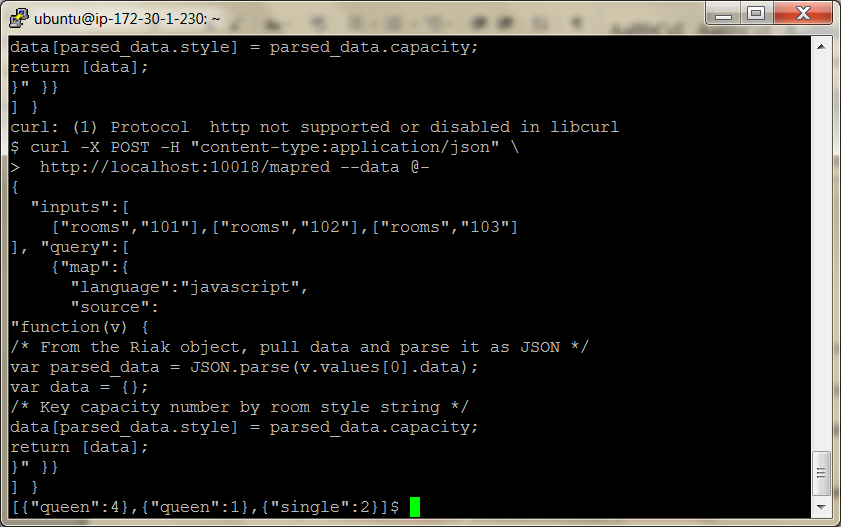 ubuntu@ip-172-30-1-230: ~
data[parsed_data.style] = parsed_data.capacity;
return [data];
}" }}
] }
curl: (1) Protocol  http not supported or disabled in libcurl
$ curl -X POST -H "content-type:application/json" \
>  http://localhost:10018/mapred --data @-
{
  "inputs":[
    ["rooms","101"],["rooms","102"],["rooms","103"]
], "query":[
    {"map":{
      "language":"javascript",
      "source":
"function(v) {
/* From the Riak object, pull data and parse it as JSON */
var parsed_data = JSON.parse(v.values[0].data);
var data = {};
/* Key capacity number by room style string */
data[parsed_data.style] = parsed_data.capacity;
return [data];
}" }}
] }
[{"queen":4},{"queen":1},{"single":2}]$